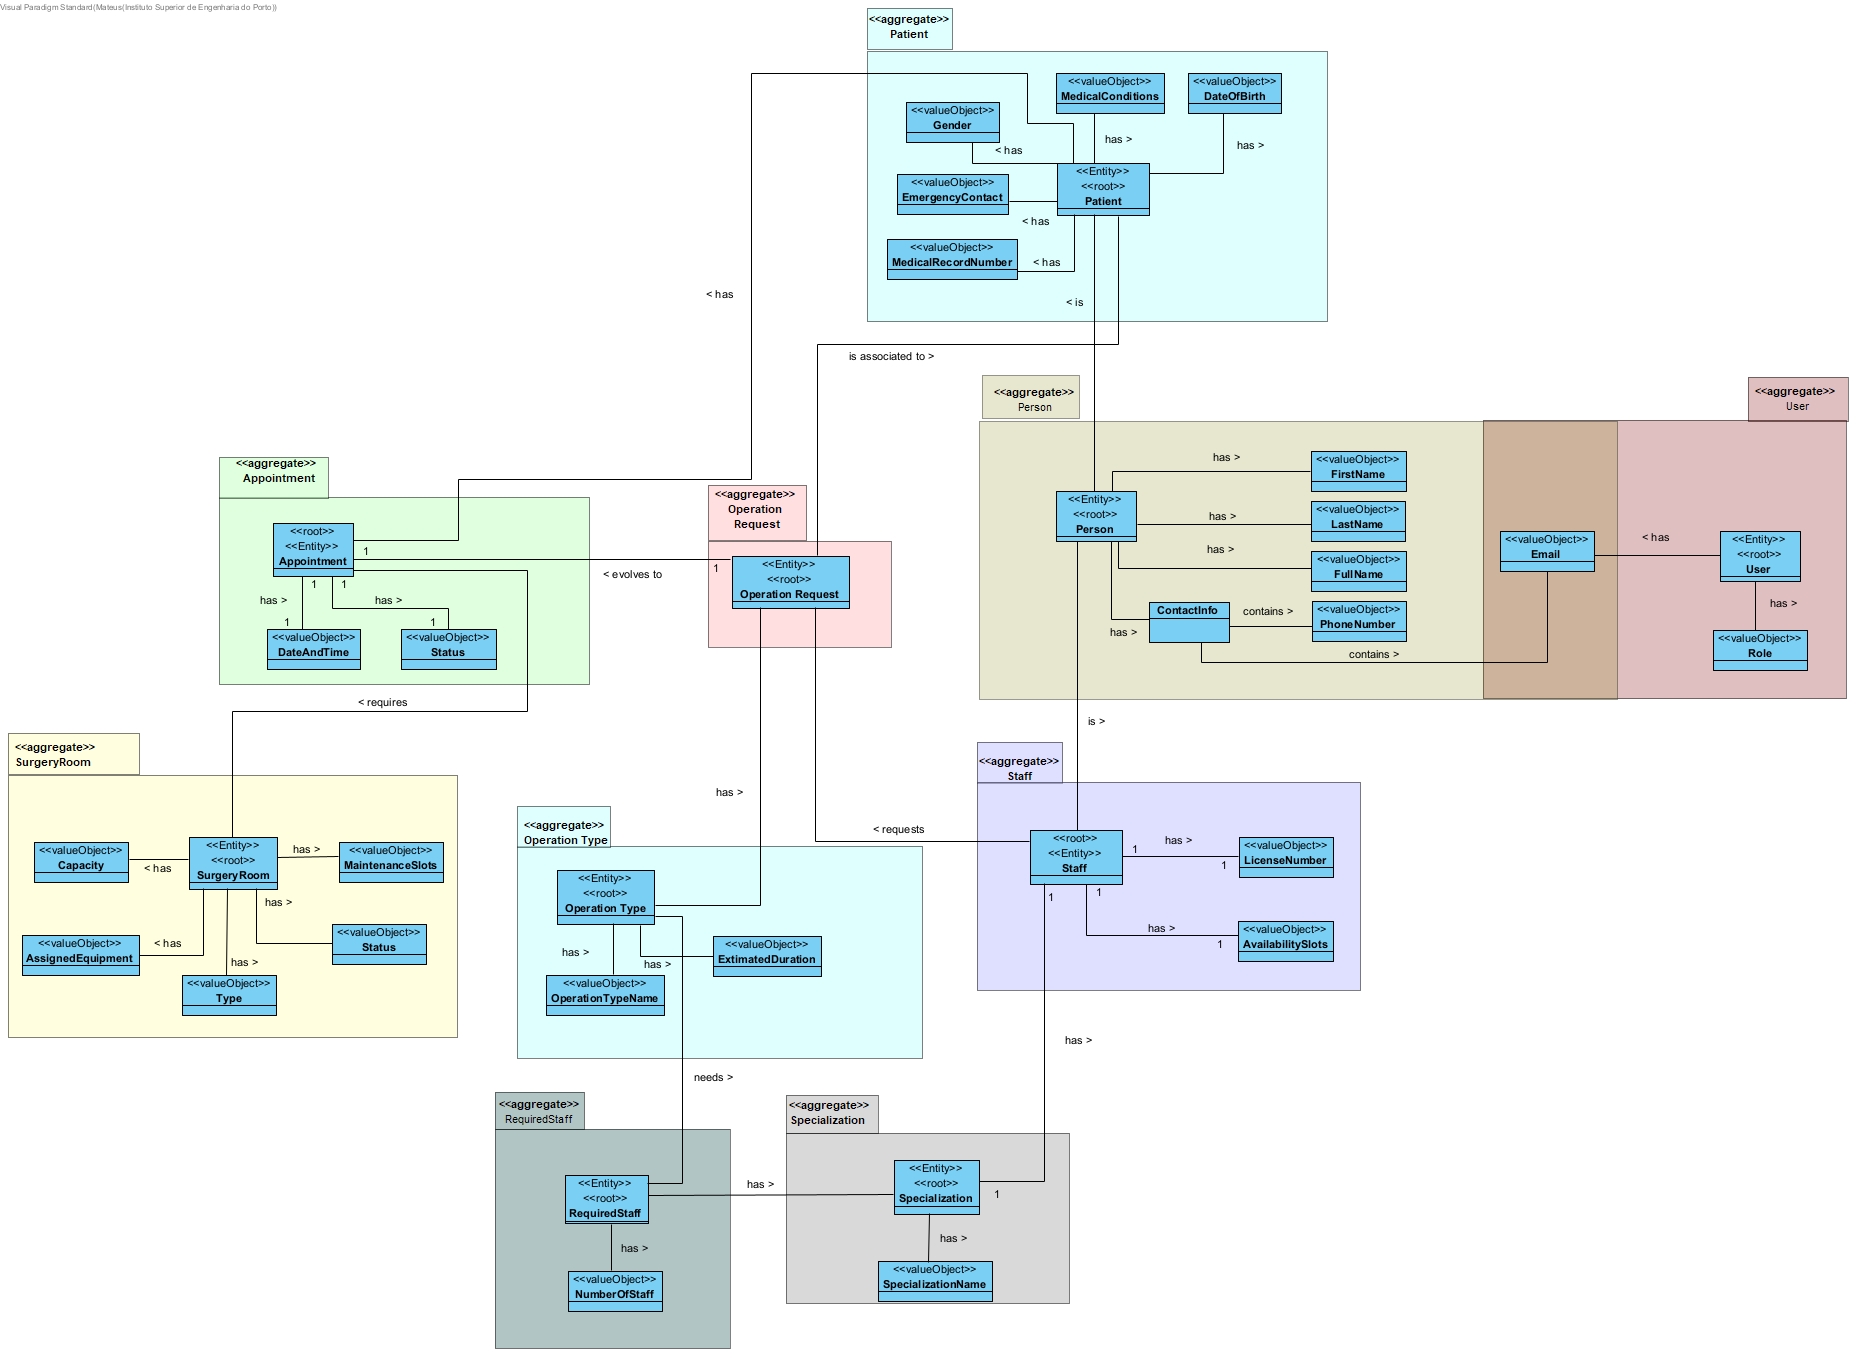 Visual Paradigm Standard(Mateus(Instituto Superior de Engenharia do Porto))
<<aggregate>>
Patient
<<valueObject>>
MedicalConditions
<<valueObject>>
DateOfBirth
<<valueObject>>
Gender
has >
has >
< has
<<Entity>>
<<root>>
Patient
<<valueObject>>
EmergencyContact
< has
<<valueObject>>
MedicalRecordNumber
< has
< has
< is
is associated to >
<<aggregate>>
Person
<<aggregate>>
User
has >
<<valueObject>>
FirstName
<<Entity>>
<<root>>
Person
has >
<<valueObject>>
LastName
has >
<<valueObject>>
FullName
ContactInfo
has >
contains >
<<valueObject>>
PhoneNumber
contains >
<<valueObject>>
Email
< has
<<Entity>>
<<root>>
User
has >
<<valueObject>>
Role
<<aggregate>>
Appointment
<<root>>
<<Entity>>
Appointment
1
1
1
has >
has >
1
1
<<valueObject>>
DateAndTime
<<valueObject>>
Status
<<aggregate>>
Operation
Request
1
< evolves to
<<Entity>>
<<root>>
Operation Request
< requires
is >
<<aggregate>>
SurgeryRoom
<<valueObject>>
Capacity
< has
<<Entity>>
<<root>>
SurgeryRoom
has >
<<valueObject>>
MaintenanceSlots
has >
<<valueObject>>
AssignedEquipment
< has
has >
<<valueObject>>
Status
<<valueObject>>
Type
has >
< requests
<<aggregate>>
Operation Type
<<Entity>>
<<root>>
Operation Type
has >
has >
<<valueObject>>
ExtimatedDuration
<<valueObject>>
OperationTypeName
<<aggregate>>
Staff
<<root>>
<<Entity>>
Staff
1
has >
1
<<valueObject>>
LicenseNumber
1
1
has >
1
<<valueObject>>
AvailabilitySlots
has >
needs >
<<aggregate>>
RequiredStaff
<<Entity>>
<<root>>
RequiredStaff
has >
has >
<<valueObject>>
NumberOfStaff
<<aggregate>>
Specialization
<<Entity>>
<<root>>
Specialization
1
has >
<<valueObject>>
SpecializationName